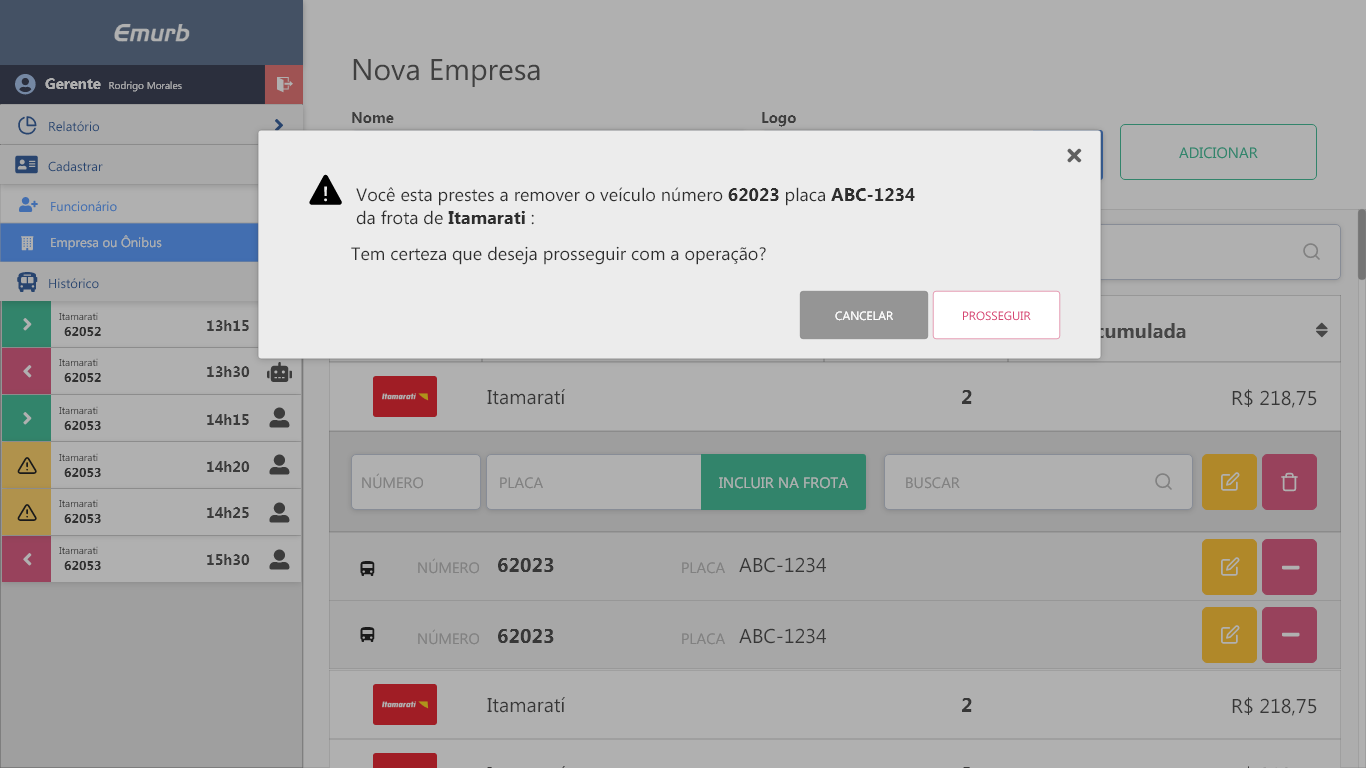 Emurb
Gerente Rodrigo Morales
Relatório
Cadastrar
Funcionário
Empresa ou Ônibus
Histórico
Itamarati
62052
13h15
Itamarati
62052
13h30
Itamarati
62053
14h15
Itamarati
62053
14h20
Itamarati
62053
14h25
Itamarati
62053
15h30
Nova Empresa
Nome
Logo
ADICIONAR
Você esta prestes a remover o veículo número 62023 placa ABC-1234
da frota de Itamarati :
Tem certeza que deseja prosseguir com a operação?
CANCELAR
PROSSEGUIR
cumulada
Itamarati Itamaratí 2 R$ 218,75
NÚMERO PLACA INCLUIR NA FROTA BUSCAR
NÚMERO 62023 PLACA ABC-1234
NÚMERO 62023 PLACA ABC-1234
Itamarati Itamaratí 2 R$ 218,75